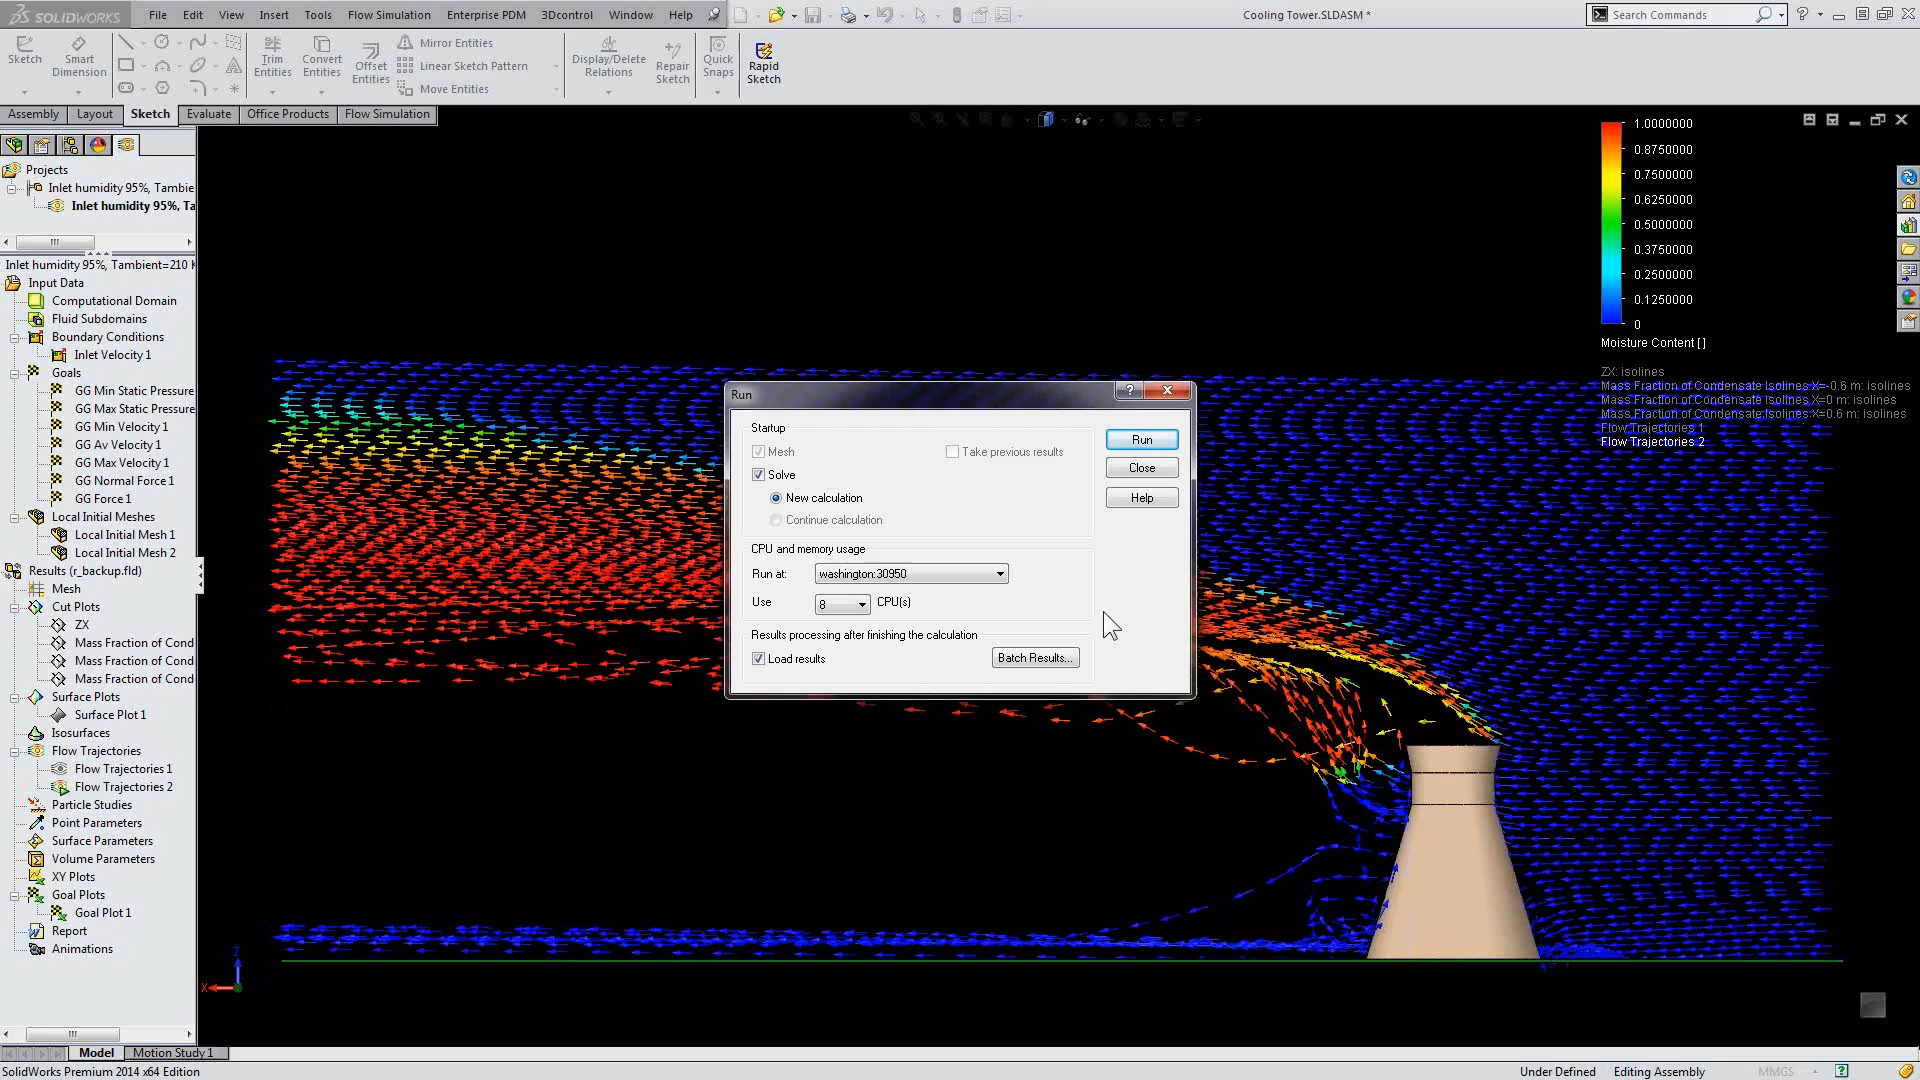 SOLIDWORKS File Edit View Insert Tools Flow Simulation Enterprise PDM 3Dcontrol Window Help Cooling Tower.SLDASM * Search Commands
Sketch Smart Dimension Trim Entities Convert Entities Offset Entities Mirror Entities Linear Sketch Pattern Move Entities Display/Delete Relations Repair Sketch Quick Snaps Rapid Sketch
Assembly Layout Sketch Evaluate Office Products Flow Simulation
Projects
Inlet humidity 95%, Tambie
Inlet humidity 95%, Ta
Inlet humidity 95%, Tambient=210 K
Input Data
Computational Domain
Fluid Subdomains
Boundary Conditions
Inlet Velocity 1
Goals
GG Min Static Pressure
GG Max Static Pressure
GG Min Velocity 1
GG Av Velocity 1
GG Max Velocity 1
GG Normal Force 1
GG Force 1
Local Initial Meshes
Local Initial Mesh 1
Local Initial Mesh 2
Results (r_backup.fld)
Mesh
Cut Plots
ZX
Mass Fraction of Cond
Mass Fraction of Cond
Mass Fraction of Cond
Surface Plots
Surface Plot 1
Isosurfaces
Flow Trajectories
Flow Trajectories 1
Flow Trajectories 2
Particle Studies
Point Parameters
Surface Parameters
Volume Parameters
XY Plots
Goal Plots
Goal Plot 1
Report
Animations
1.0000000
0.8750000
0.7500000
0.6250000
0.5000000
0.3750000
0.2500000
0.1250000
0
Moisture Content [ ]
ZX: isolines
Mass Fraction of Condensate Isolines X=-0.6 m: isolines
Mass Fraction of Condensate Isolines X=0 m: isolines
Mass Fraction of Condensate Isolines X=0.6 m: isolines
Flow Trajectories 1
Flow Trajectories 2
Run
Startup
Mesh Take previous results
Solve
New calculation
Continue calculation
CPU and memory usage
Run at: washington:30950
Use 8 CPU(s)
Results processing after finishing the calculation
Load results Batch Results...
Run
Close
Help
Z
X
Model Motion Study 1
SolidWorks Premium 2014 x64 Edition Under Defined Editing Assembly MMGS